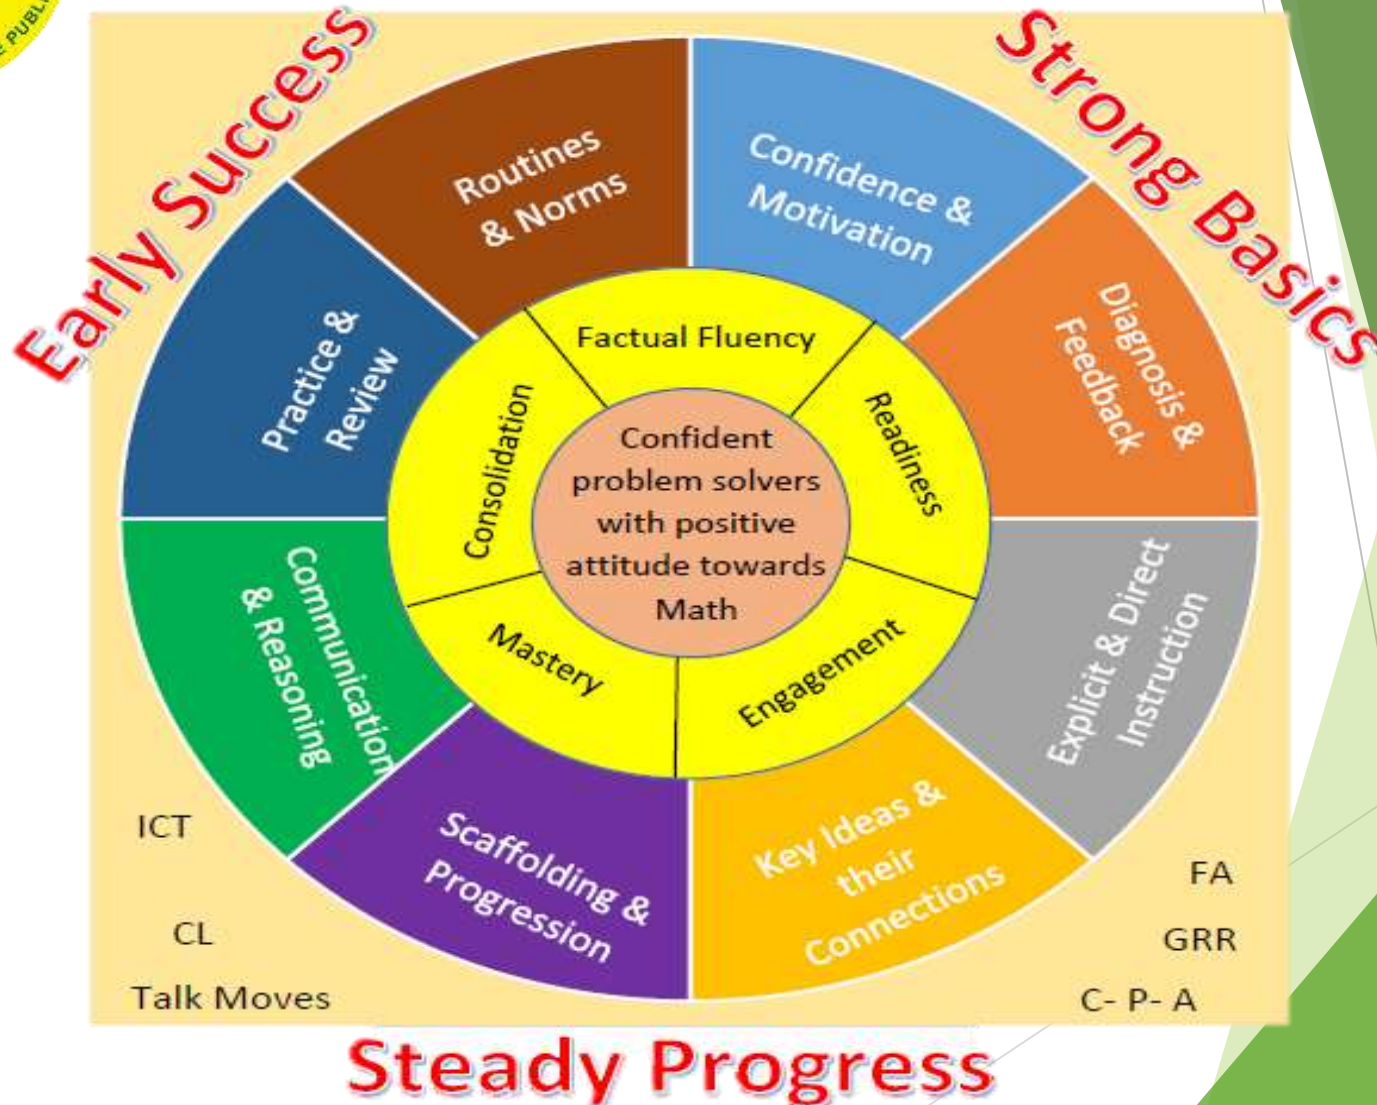 E PUBL
Early Success
Strong Basics
Routines
& Norms
Confidence &
Motivation
Diagnosis &
Feedback
Explicit & Direct
Instruction
Key Ideas &
their
Connections
Scaffolding &
Progression
Communication
& Reasoning
Practice &
Review
Factual Fluency
Readiness
Engagement
Mastery
Consolidation
Confident
problem solvers
with positive
attitude towards
Math
ICT
CL
Talk Moves
FA
GRR
C- P- A
Steady Progress